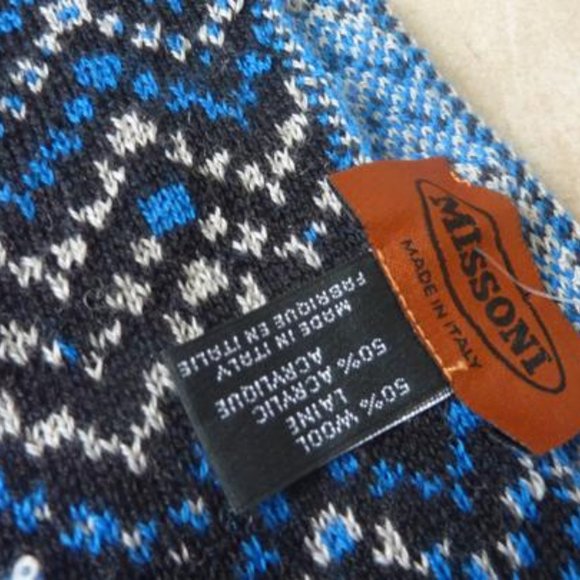 MISSONI
MADE IN ITALY
50% WOOL
LAINE
50% ACRYLIC
ACRYLIQUE
MADE IN ITALY
FABRIQUE EN ITALIE